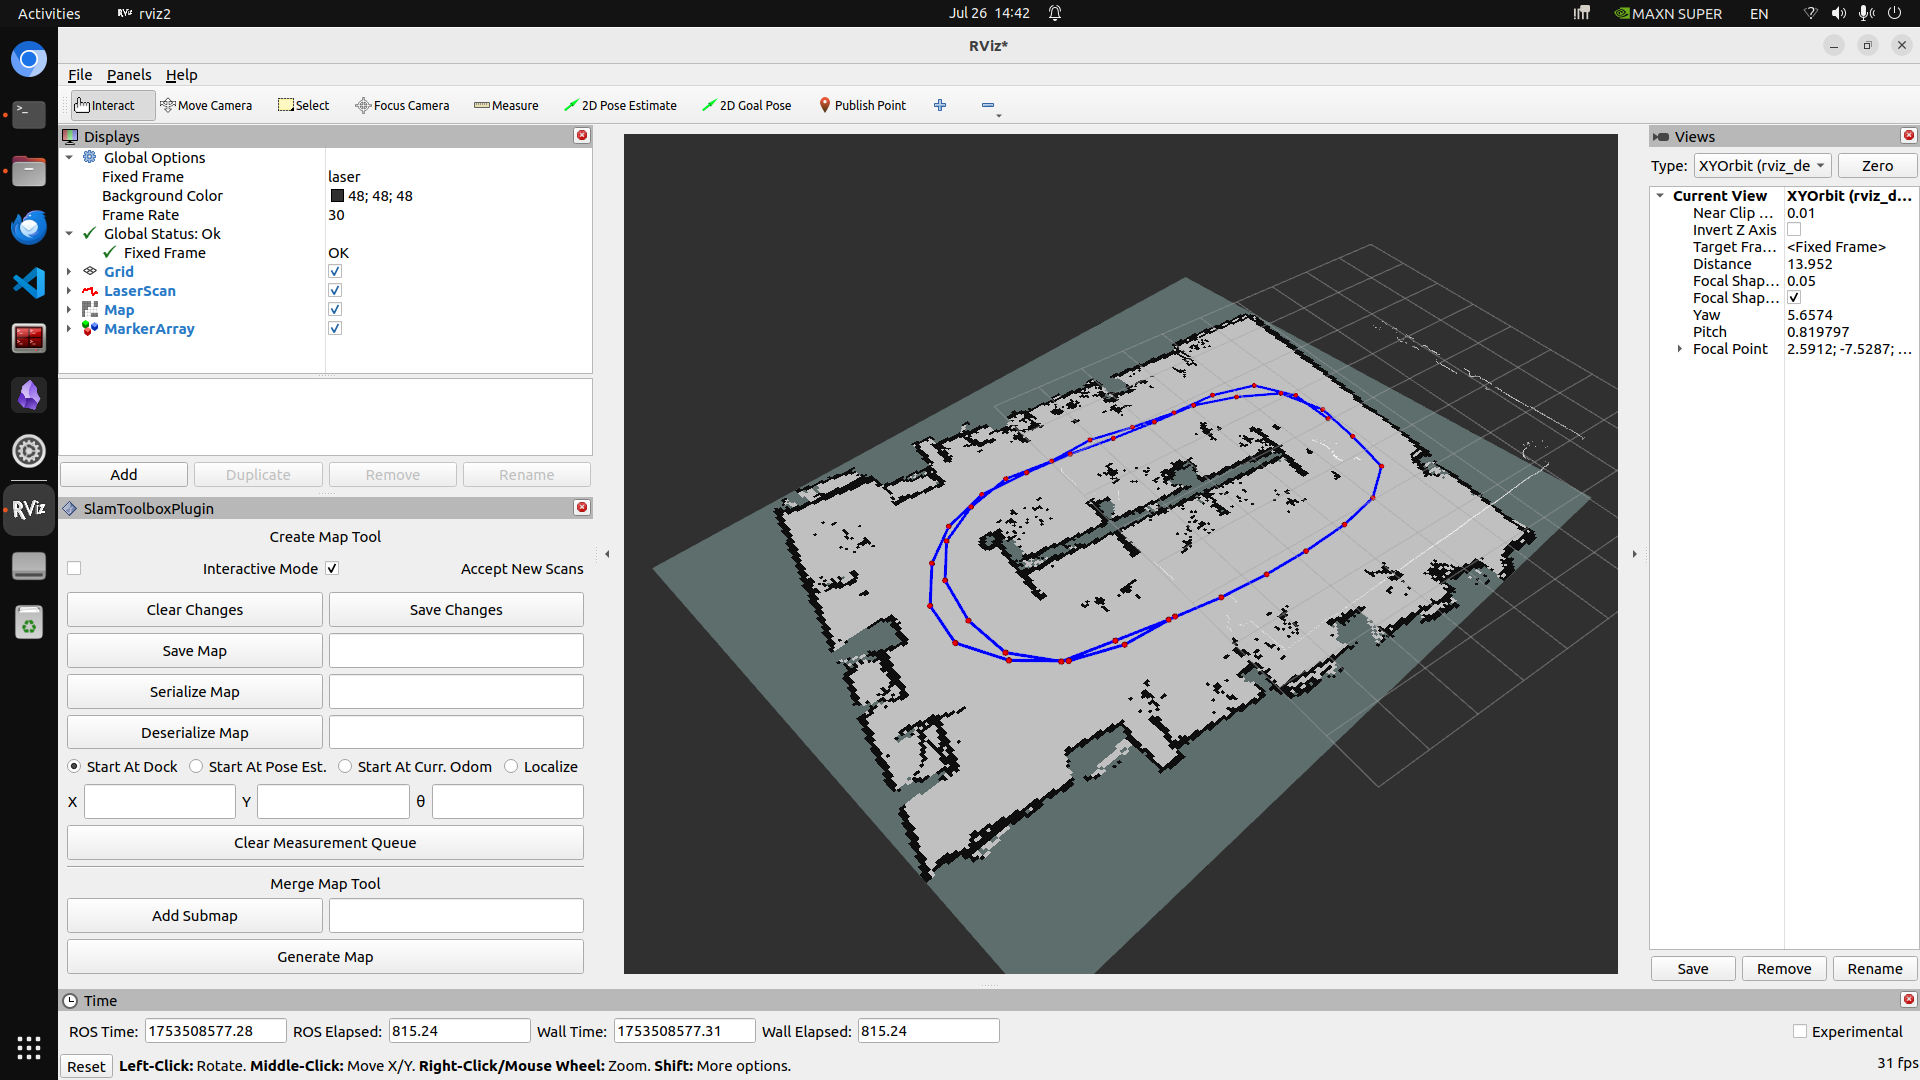 Activities
rviz2
Jul 26 14:42
MAXN SUPER
EN
RViz*
File Panels Help
Interact Move Camera Select Focus Camera Measure 2D Pose Estimate 2D Goal Pose Publish Point
Displays
Global Options
Fixed Frame laser
Background Color 48; 48; 48
Frame Rate 30
Global Status: Ok
Fixed Frame OK
Grid
LaserScan
Map
MarkerArray
Add Duplicate Remove Rename
SlamToolboxPlugin
Create Map Tool
Interactive Mode Accept New Scans
Clear Changes Save Changes
Save Map
Serialize Map
Deserialize Map
Start At Dock Start At Pose Est. Start At Curr. Odom Localize
X Y θ
Clear Measurement Queue
Merge Map Tool
Add Submap
Generate Map
Views
Type: XYOrbit (rviz_de Zero
Current View XYOrbit (rviz_d...
Near Clip ... 0.01
Invert Z Axis
Target Fra... <Fixed Frame>
Distance 13.952
Focal Shap... 0.05
Focal Shap...
Yaw 5.6574
Pitch 0.819797
Focal Point 2.5912; -7.5287; ...
Save Remove Rename
Time
ROS Time: 1753508577.28 ROS Elapsed: 815.24 Wall Time: 1753508577.31 Wall Elapsed: 815.24 Experimental
Reset Left-Click: Rotate. Middle-Click: Move X/Y. Right-Click/Mouse Wheel: Zoom. Shift: More options. 31 fps
RViz